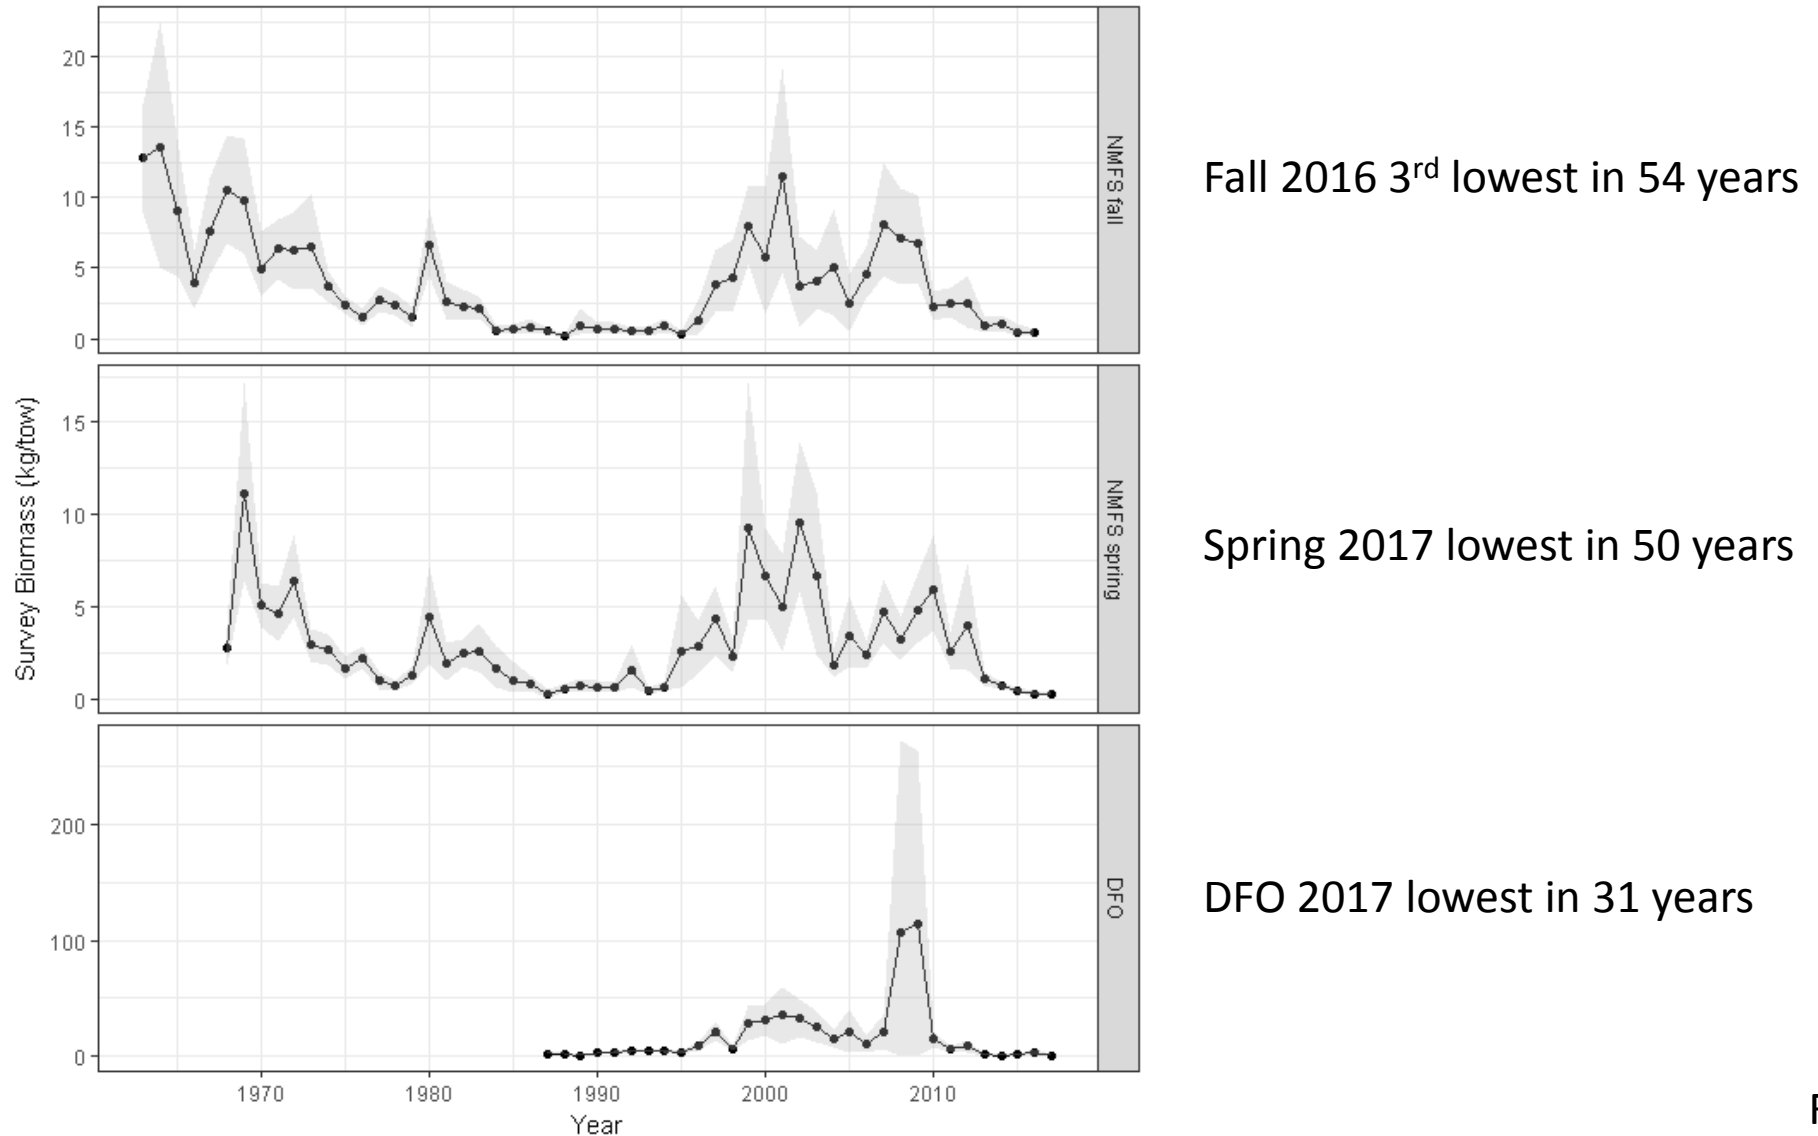 Survey Biomass (kg/tow)
20
15
10
5
0
NMFS fall
Fall 2016 3rd lowest in 54 years
15
10
5
0
NMFS spring
Spring 2017 lowest in 50 years
200
100
0
DFO
DFO 2017 lowest in 31 years
1970 1980 1990 2000 2010
Year